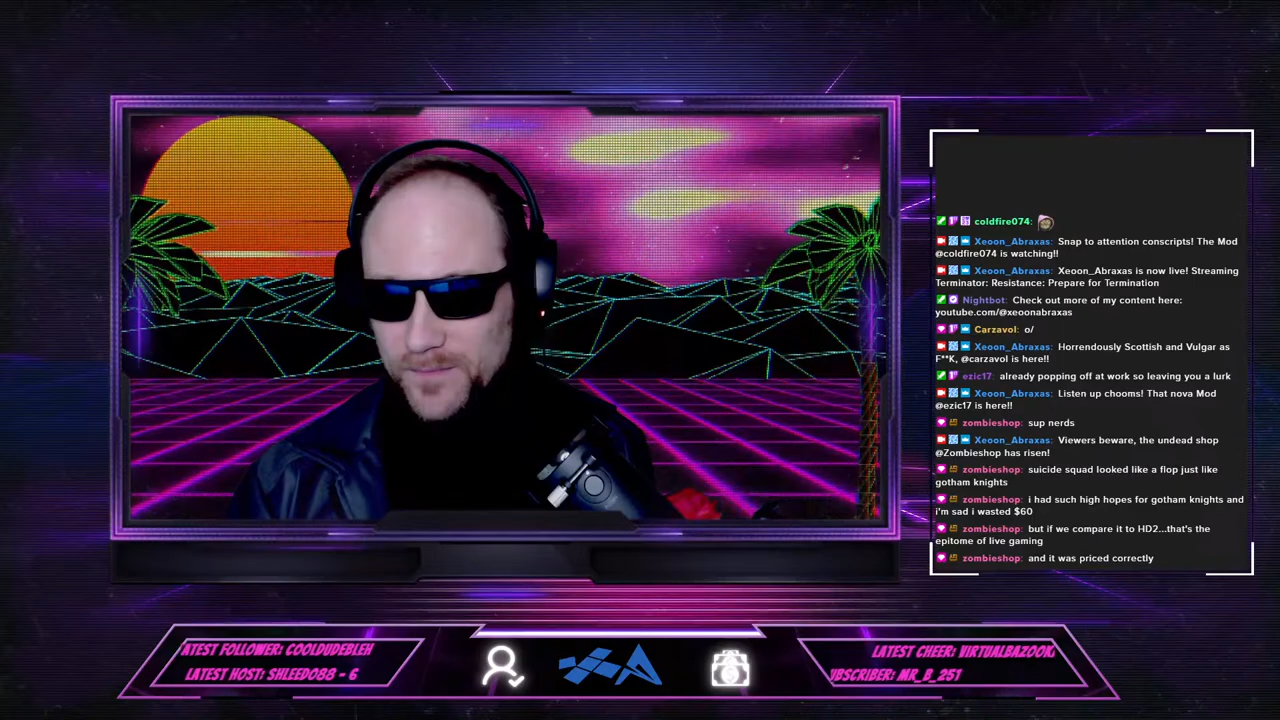 coldfire074:
Xeoon_Abraxas: Snap to attention conscripts! The Mod
@coldfire074 is watching!!
Xeoon_Abraxas: Xeoon_Abraxas is now live! Streaming
Terminator: Resistance: Prepare for Termination
Nightbot: Check out more of my content here:
youtube.com/@xeoonabraxas
Carzavol: o/
Xeoon_Abraxas: Horrendously Scottish and Vulgar as
F**K, @carzavol is here!!
ezic17: already popping off at work so leaving you a lurk
Xeoon_Abraxas: Listen up chooms! That nova Mod
@ezic17 is here!!
zombieshop: sup nerds
Xeoon_Abraxas: Viewers beware, the undead shop
@Zombieshop has risen!
zombieshop: suicide squad looked like a flop just like
gotham knights
zombieshop: i had such high hopes for gotham knights and
i'm sad i wasted $60
zombieshop: but if we compare it to HD2...that's the
epitome of live gaming
zombieshop: and it was priced correctly
ATEST FOLLOWER: COOLDUDEBLEH
LATEST HOST: SHLEEDO88 - 6
LATEST CHEER: VIRTUALBAZOOK
UBSCRIBER: MR_B_251